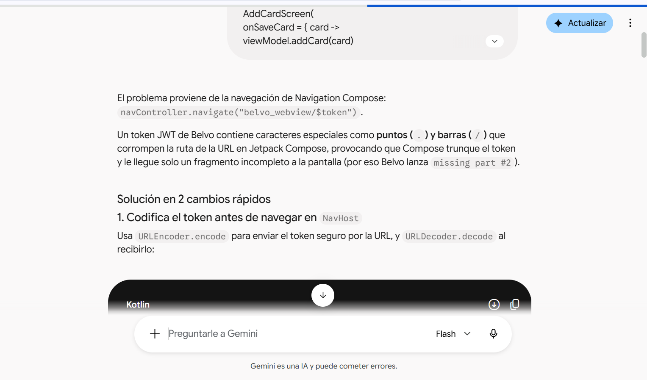 AddCardScreen(
onSaveCard = { card ->
viewModel.addCard(card)
Actualizar
El problema proviene de la navegación de Navigation Compose:
navController.navigate("belvo_webview/$token") .
Un token JWT de Belvo contiene caracteres especiales como puntos ( . ) y barras ( / ) que
corrompen la ruta de la URL en Jetpack Compose, provocando que Compose trunque el token
y le llegue solo un fragmento incompleto a la pantalla (por eso Belvo lanza missing part #2 ).
Solución en 2 cambios rápidos
1. Codifica el token antes de navegar en NavHost
Usa URLEncoder.encode para enviar el token seguro por la URL, y URLDecoder.decode al
recibirlo:
Kotlin
Preguntarle a Gemini
Flash
Gemini es una IA y puede cometer errores.